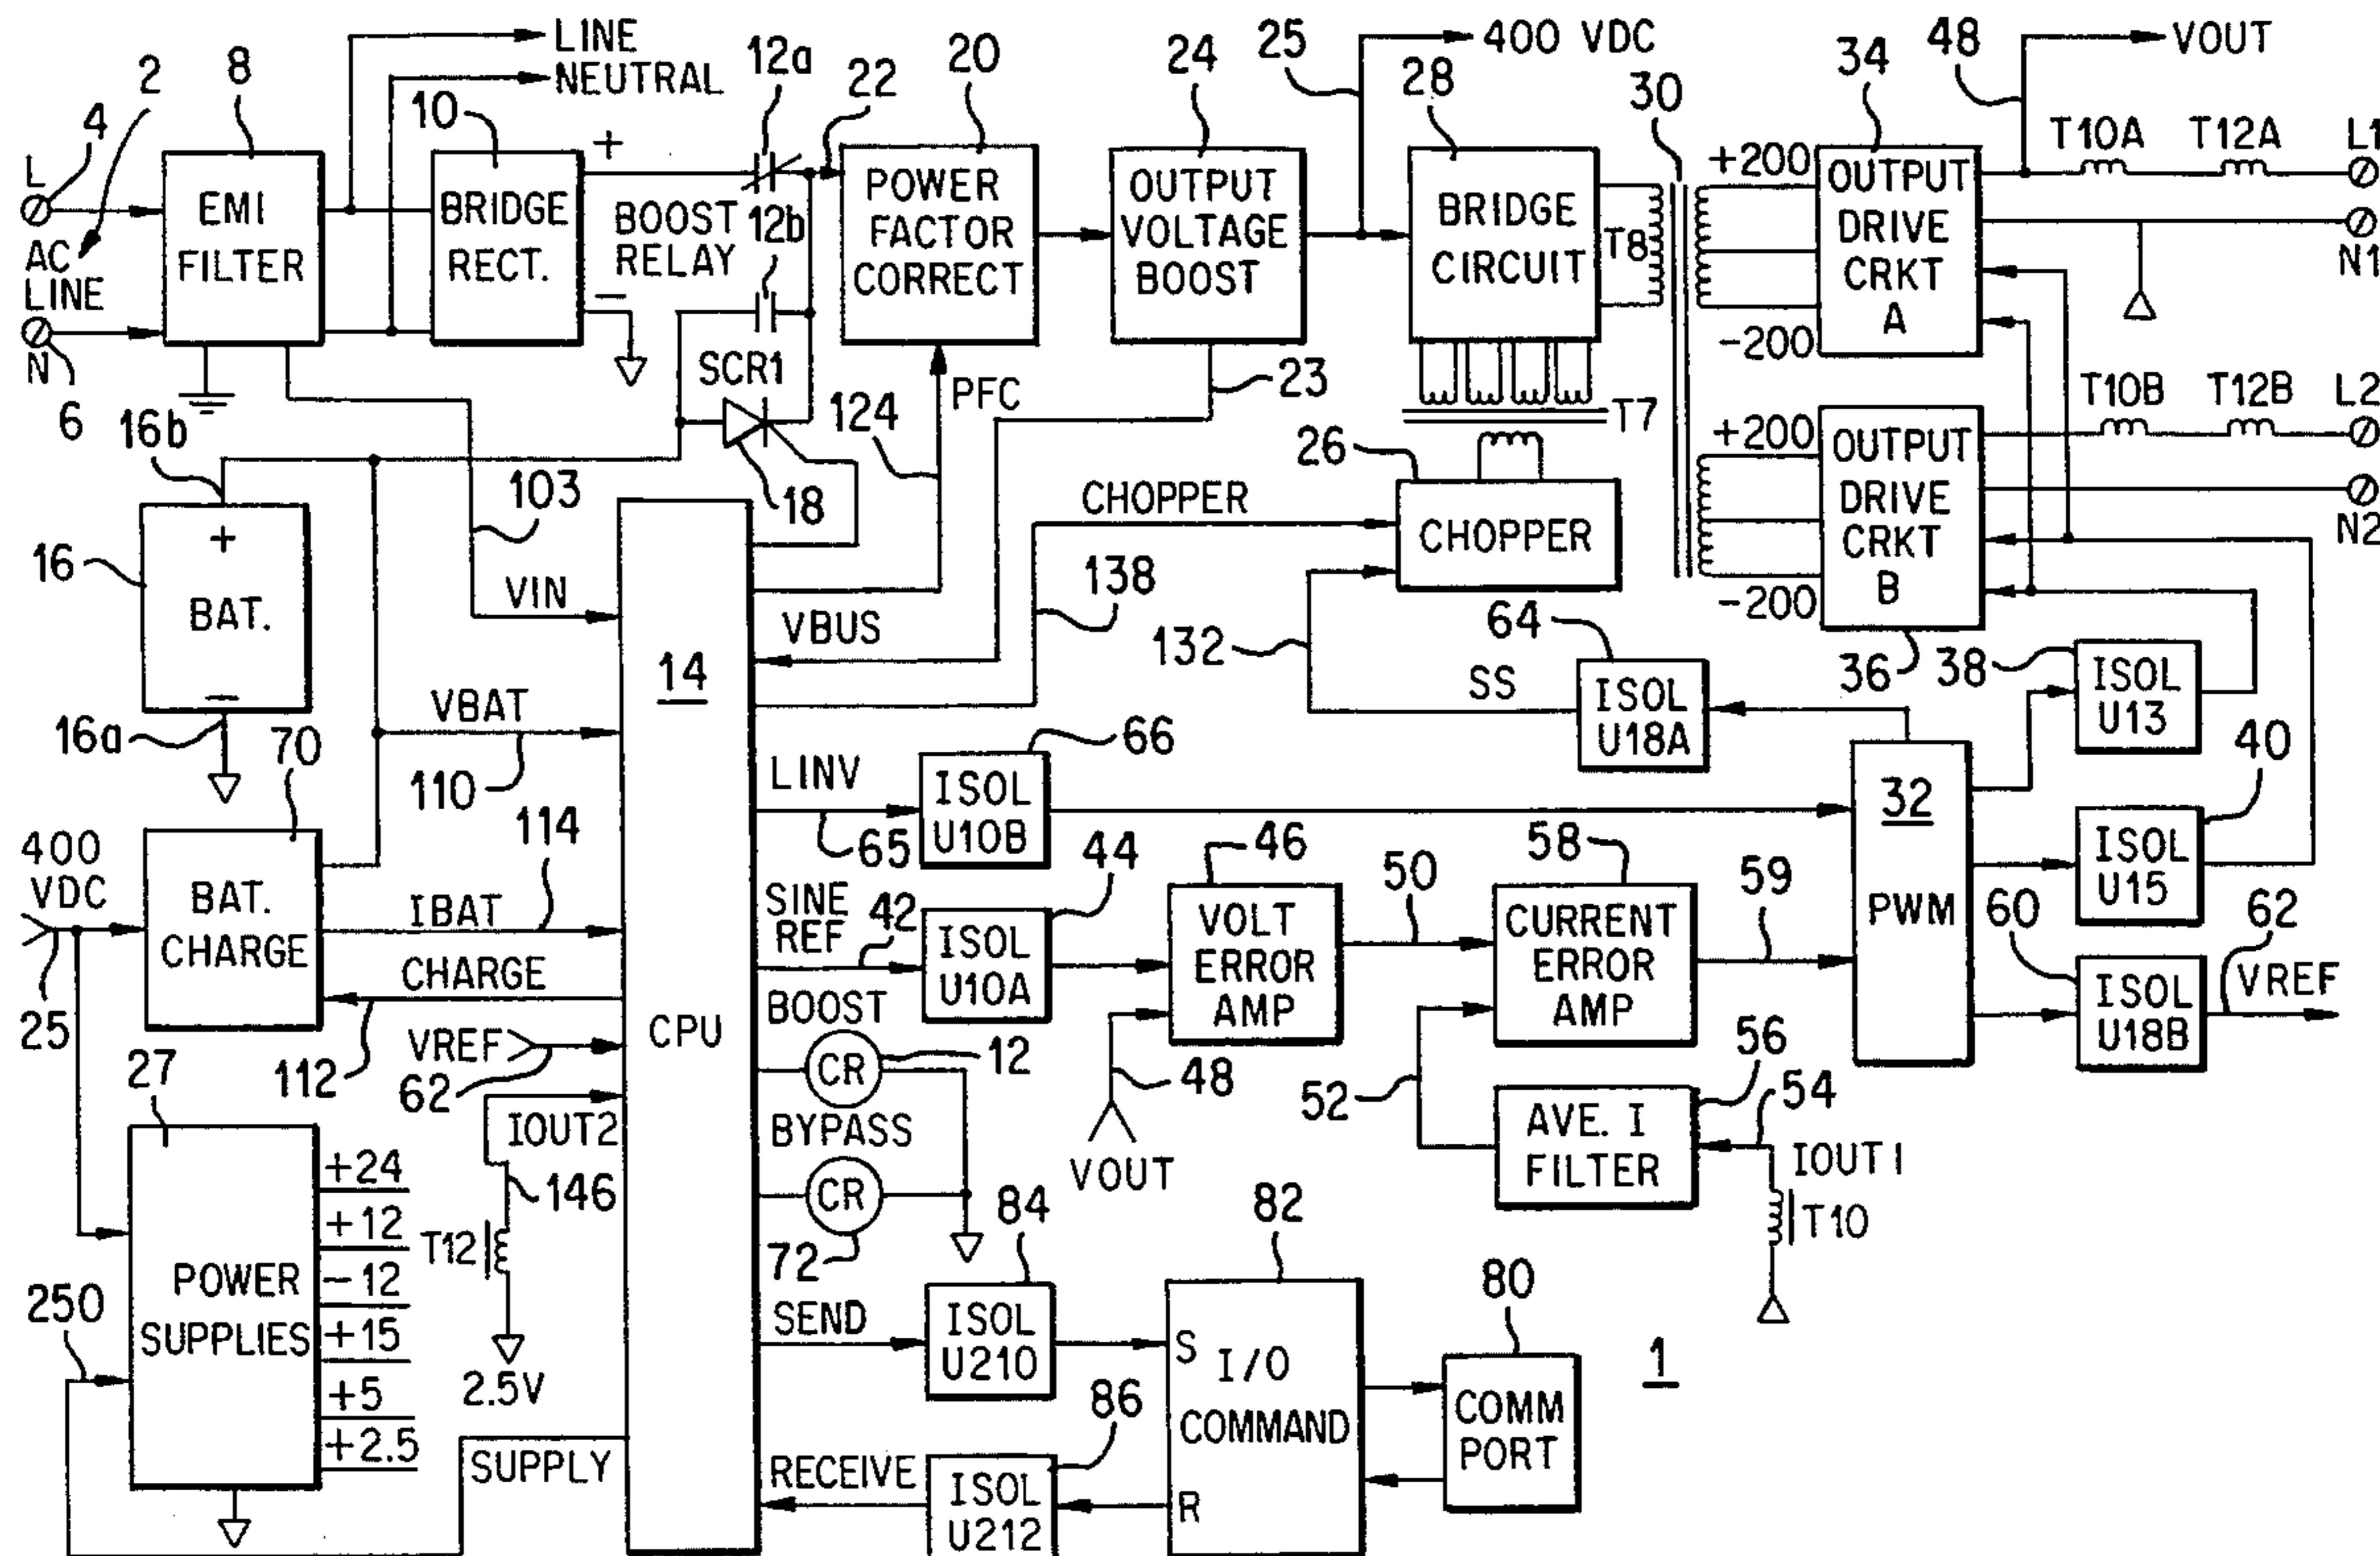 LINE
NEUTRAL
2
8
4
L
AC
LINE
N
6
EMI
FILTER
10
BRIDGE
RECT.
+
−
12a
22
BOOST
RELAY
12b
SCR1
18
20
POWER
FACTOR
CORRECT
124
PFC
24
OUTPUT
VOLTAGE
BOOST
23
25
400 VDC
28
BRIDGE
CIRCUIT
T8
30
T7
26
CHOPPER
CHOPPER
138
132
SS
64
ISOL
U18A
+200
-200
34
OUTPUT
DRIVE
CRKT
A
48
VOUT
T10A
T12A
L1
N1
+200
-200
OUTPUT
DRIVE
CRKT
B
36
T10B
T12B
L2
N2
16b
103
16
+
BAT.
−
16a
VIN
VBUS
14
CPU
VBAT
110
70
400
VDC
25
BAT.
CHARGE
114
IBAT
CHARGE
112
VREF
62
IOUT2
146
T12
2.5V
27
POWER
SUPPLIES
+24
+12
-12
+15
+5
+2.5
250
SUPPLY
LINV
65
66
ISOL
U10B
SINE
REF
42
44
ISOL
U10A
46
VOLT
ERROR
AMP
48
VOUT
50
58
CURRENT
ERROR
AMP
59
52
56
AVE. I
FILTER
54
IOUT1
T10
32
PWM
38
ISOL
U13
40
ISOL
U15
60
ISOL
U18B
62
VREF
BOOST
CR
12
BYPASS
CR
72
SEND
84
ISOL
U210
RECEIVE
86
ISOL
U212
82
S
I/O
COMMAND
R
80
COMM
PORT
1